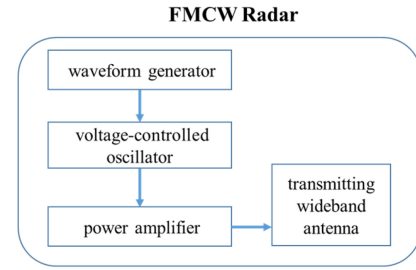 FMCW Radar
waveform generator
voltage-controlled
oscillator
power amplifier
transmitting
wideband
antenna